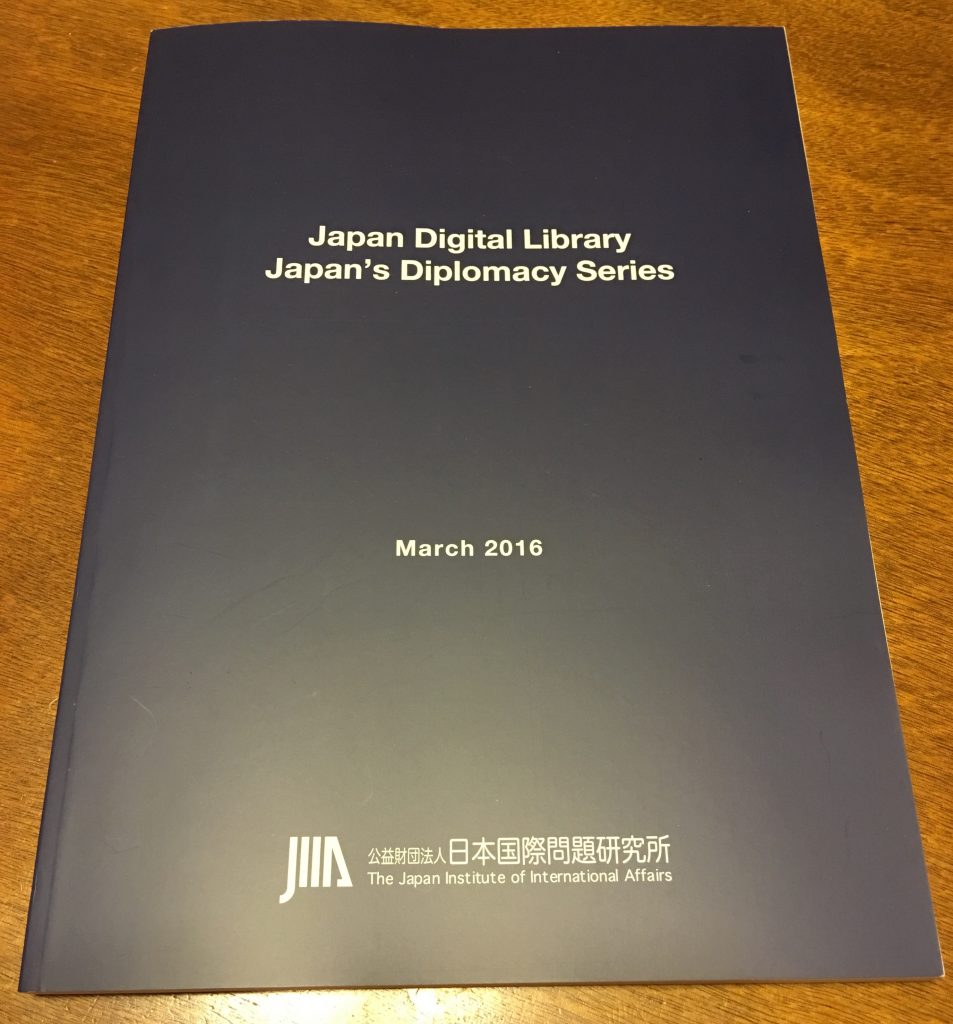 Japan Digital Library
Japan's Diplomacy Series
March 2016
JIIA
公益財団法人日本国際問題研究所
The Japan Institute of International Affairs